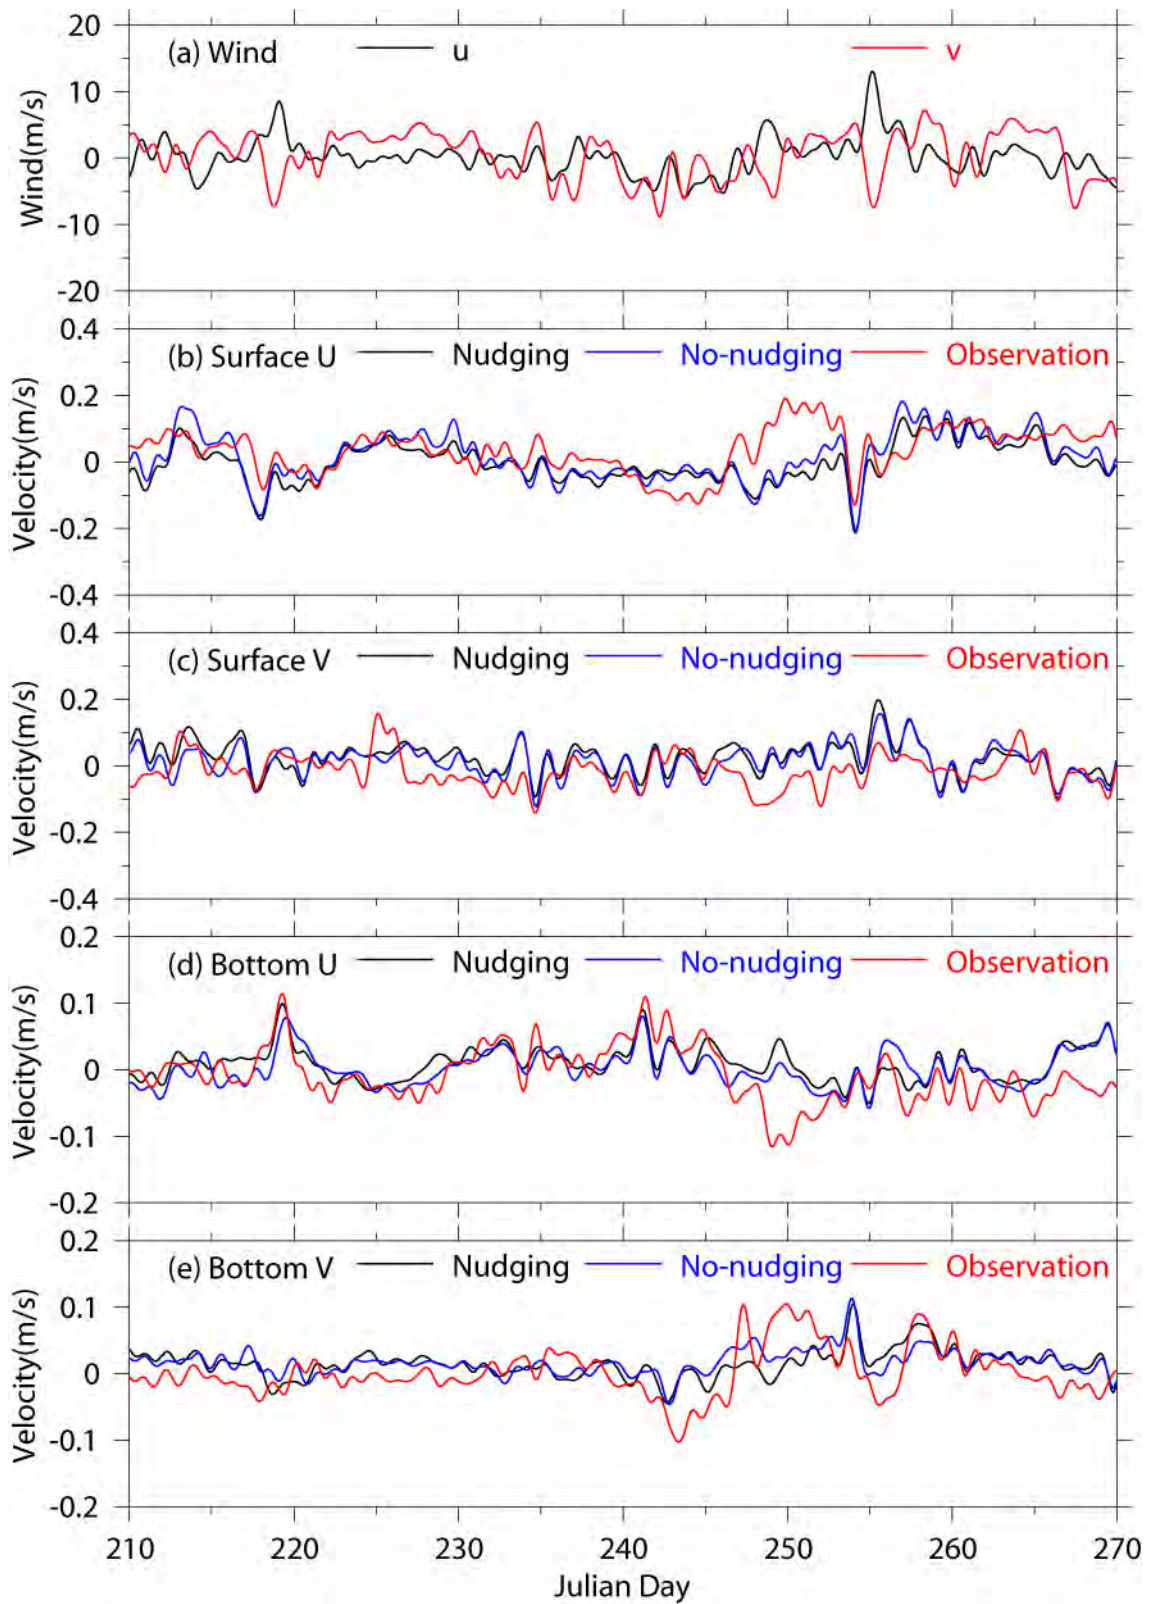 20
(a) Wind u v
10
0
-10
-20
Wind(m/s)
0.4
(b) Surface U Nudging No-nudging Observation
0.2
0
-0.2
-0.4
Velocity(m/s)
0.4
(c) Surface V Nudging No-nudging Observation
0.2
0
-0.2
-0.4
Velocity(m/s)
0.2
(d) Bottom U Nudging No-nudging Observation
0.1
0
-0.1
-0.2
Velocity(m/s)
0.2
(e) Bottom V Nudging No-nudging Observation
0.1
0
-0.1
-0.2
Velocity(m/s)
210 220 230 240 250 260 270
Julian Day